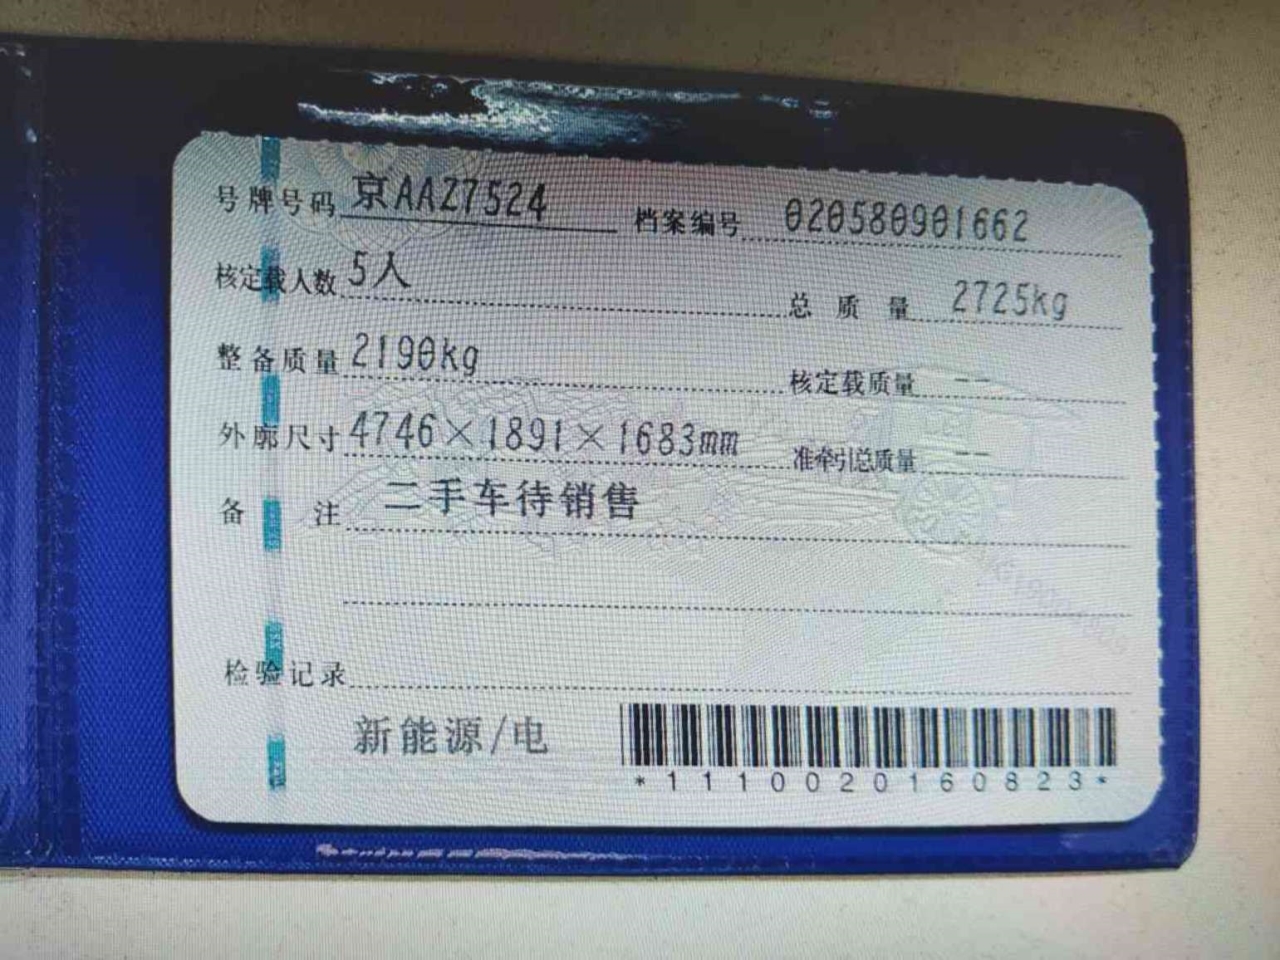 号牌号码 京AAZ7524 档案编号 020580901662
核定载人数 5人 总质量 2725kg
整备质量 2190kg 核定载质量 --
外廓尺寸 4746×1891×1683mm 准牵引总质量 --
备注 二手车待销售
检验记录
新能源/电
*1110020160823*